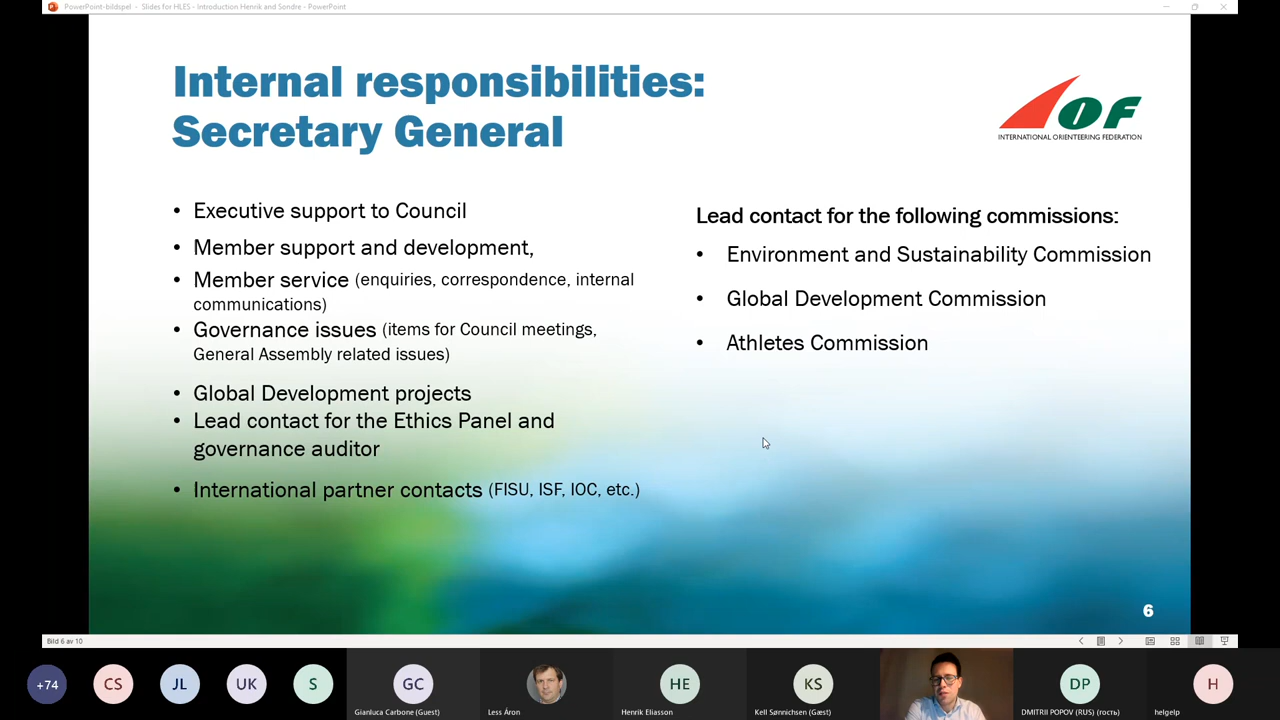 PowerPoint-bildspel - Slides for HLES - Introduction Henrik and Sondre - PowerPoint
Internal responsibilities:
Secretary General
IOF
INTERNATIONAL ORIENTEERING FEDERATION
• Executive support to Council
• Member support and development,
• Member service (enquiries, correspondence, internal
communications)
• Governance issues (items for Council meetings,
General Assembly related issues)
• Global Development projects
• Lead contact for the Ethics Panel and
governance auditor
• International partner contacts (FISU, ISF, IOC, etc.)
Lead contact for the following commissions:
• Environment and Sustainability Commission
• Global Development Commission
• Athletes Commission
6
Bild 6 av 10
+74
CS
JL
UK
S
GC
Gianluca Carbone (Guest)
Less Áron
HE
Henrik Eliasson
KS
Kell Sønnichsen (Gæst)
DP
DMITRII POPOV (RUS) (гость)
H
helgelp